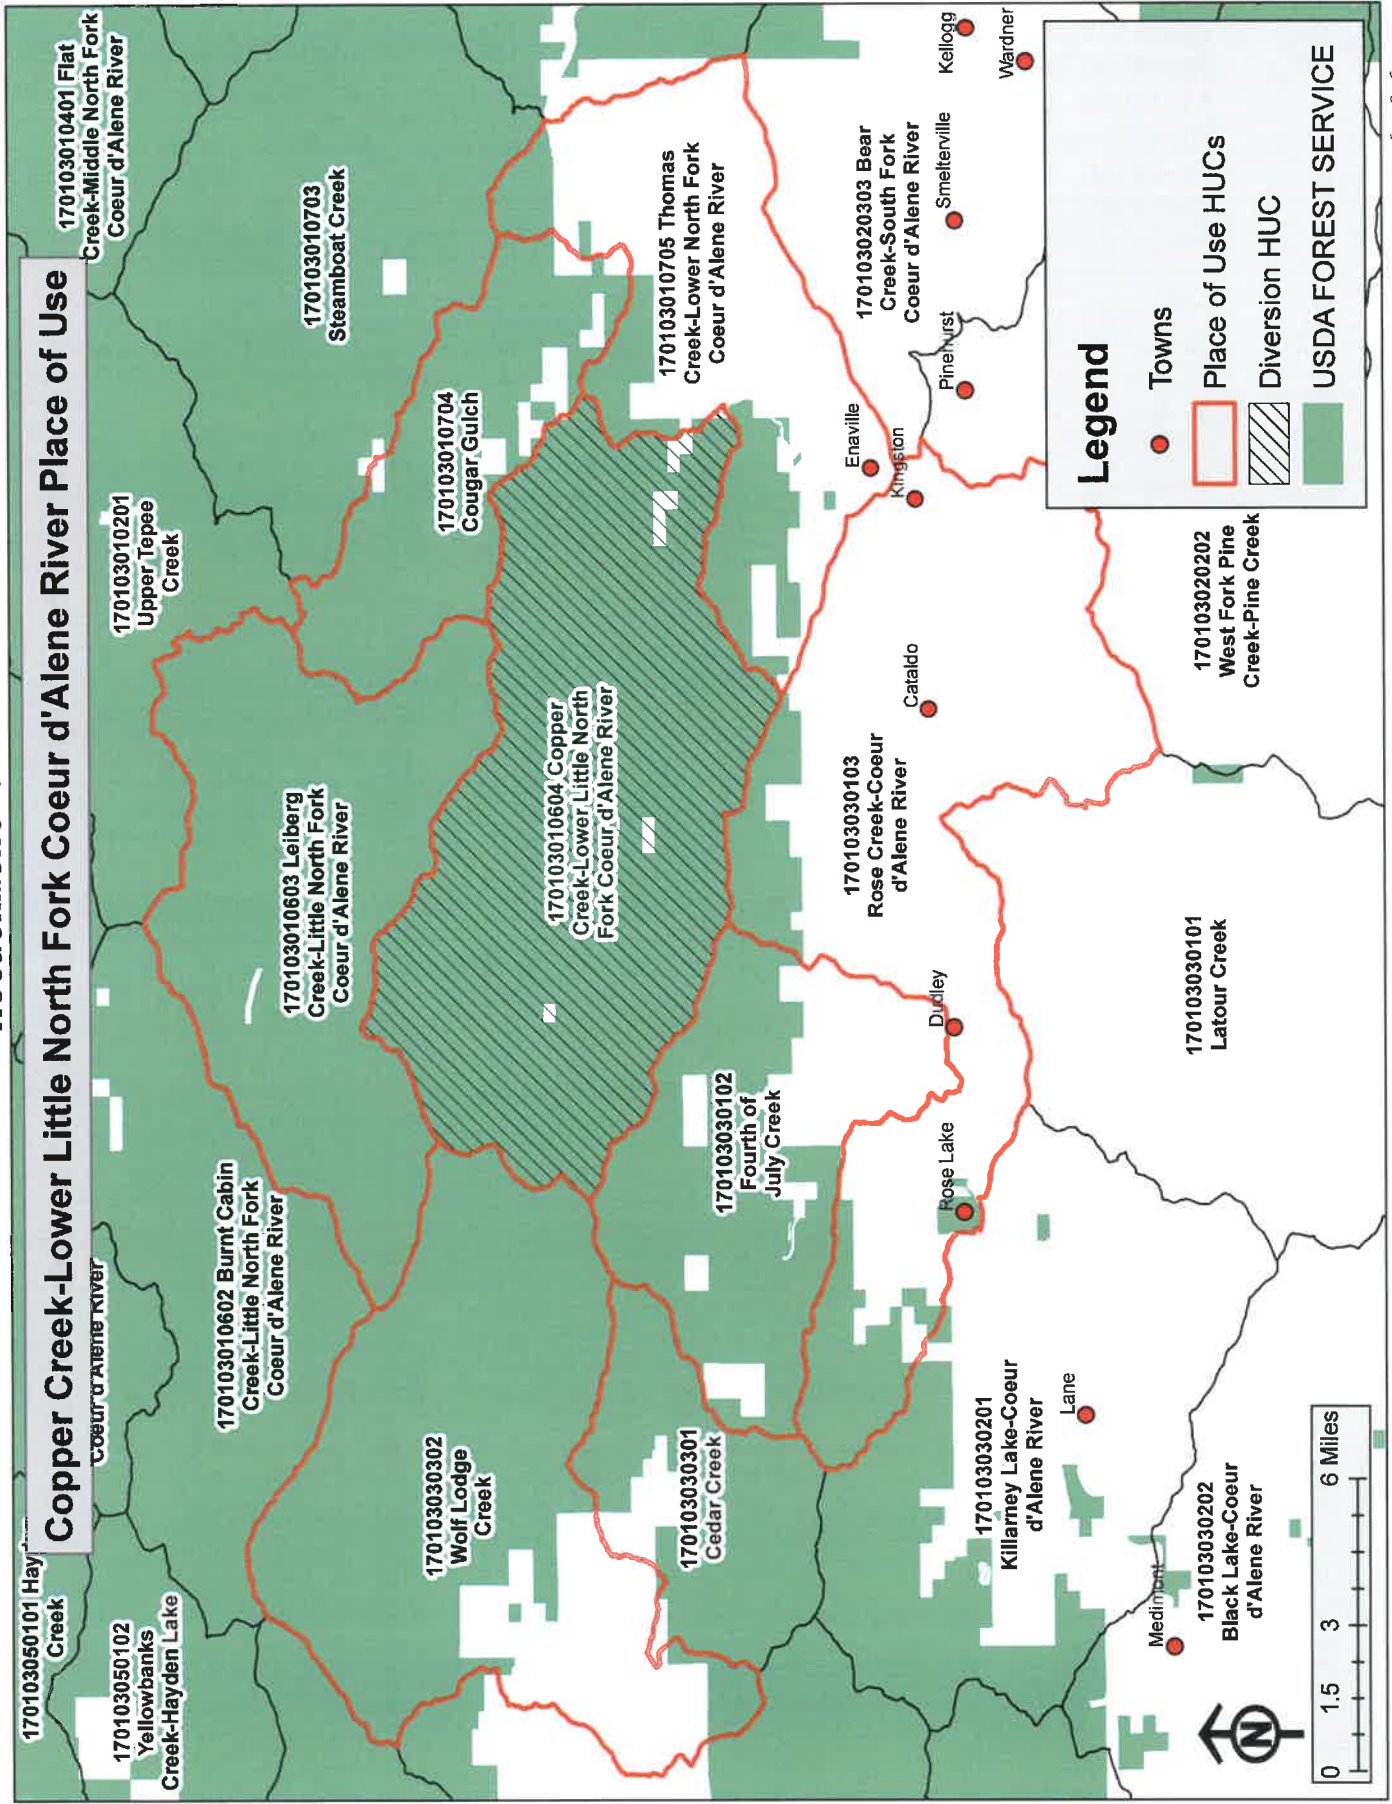 Copper Creek-Lower Little North Fork Coeur d'Alene River Place of Use
Creek
170103050102
Yellowbanks
Creek-Hayden Lake
Coeur d'Alene River
170103010201
Upper Tepee
Creek
170103010401 Flat
Creek-Middle North Fork
Coeur d'Alene River
170103010602 Burnt Cabin
Creek-Little North Fork
Coeur d'Alene River
170103010603 Leiberg
Creek-Little North Fork
Coeur d'Alene River
170103010703
Steamboat Creek
170103030302
Wolf Lodge
Creek
170103010704
Cougar Gulch
170103010604 Copper
Creek-Lower Little North
Fork Coeur d'Alene River
170103030301
Cedar Creek
170103030102
Fourth of
July Creek
170103010705 Thomas
Creek-Lower North Fork
Coeur d'Alene River
170103030103
Rose Creek-Coeur
d'Alene River
170103020303 Bear
Creek-South Fork
Coeur d'Alene River
Enaville
Kingston
Pinehurst
Smelterville
Kellogg
Wardner
Cataldo
Dudley
Rose Lake
170103030201
Killarney Lake-Coeur
d'Alene River
Lane
Medimont
170103030202
Black Lake-Coeur
d'Alene River
170103030101
Latour Creek
170103020202
West Fork Pine
Creek-Pine Creek
Legend
Towns
Place of Use HUCs
Diversion HUC
USDA FOREST SERVICE
N
0 1.5 3 6 Miles